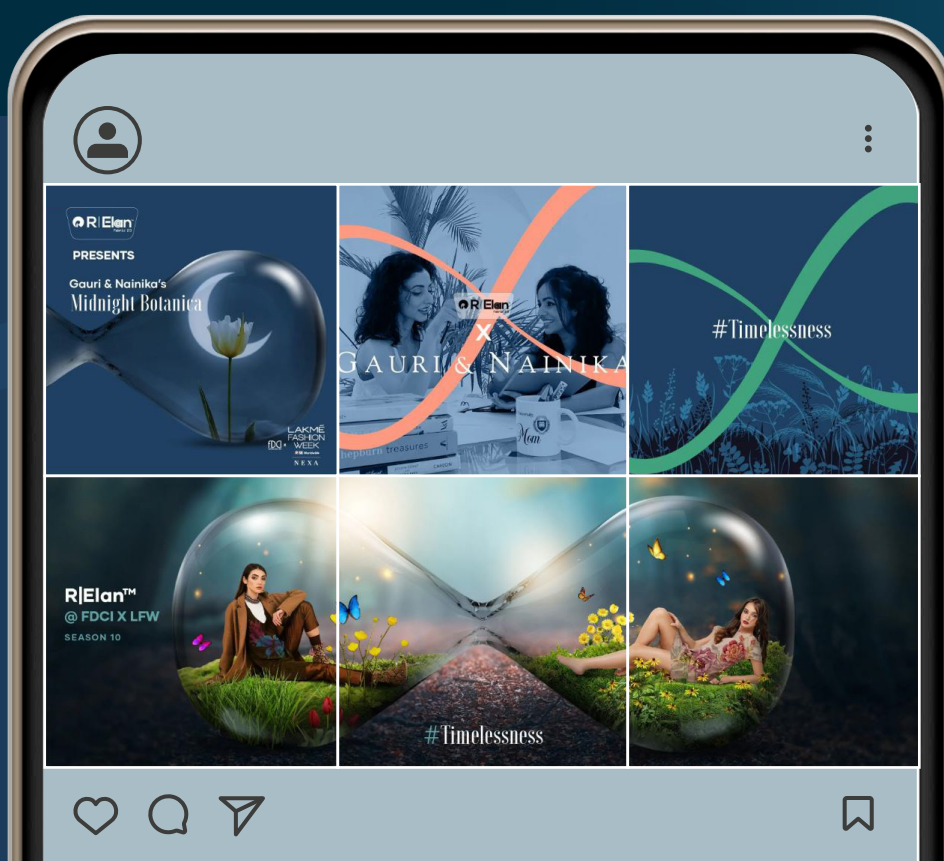 R|Elan
PRESENTS
Gauri & Nainika's
Midnight Botanica
FDCI
LAKMĒ
FASHION
WEEK
NEXA
R|Elan
X
GAURI & NAINIKA
Mom
hepburn treasures
#Timelessness
R|Elan™
@ FDCI X LFW
SEASON 10
#Timelessness